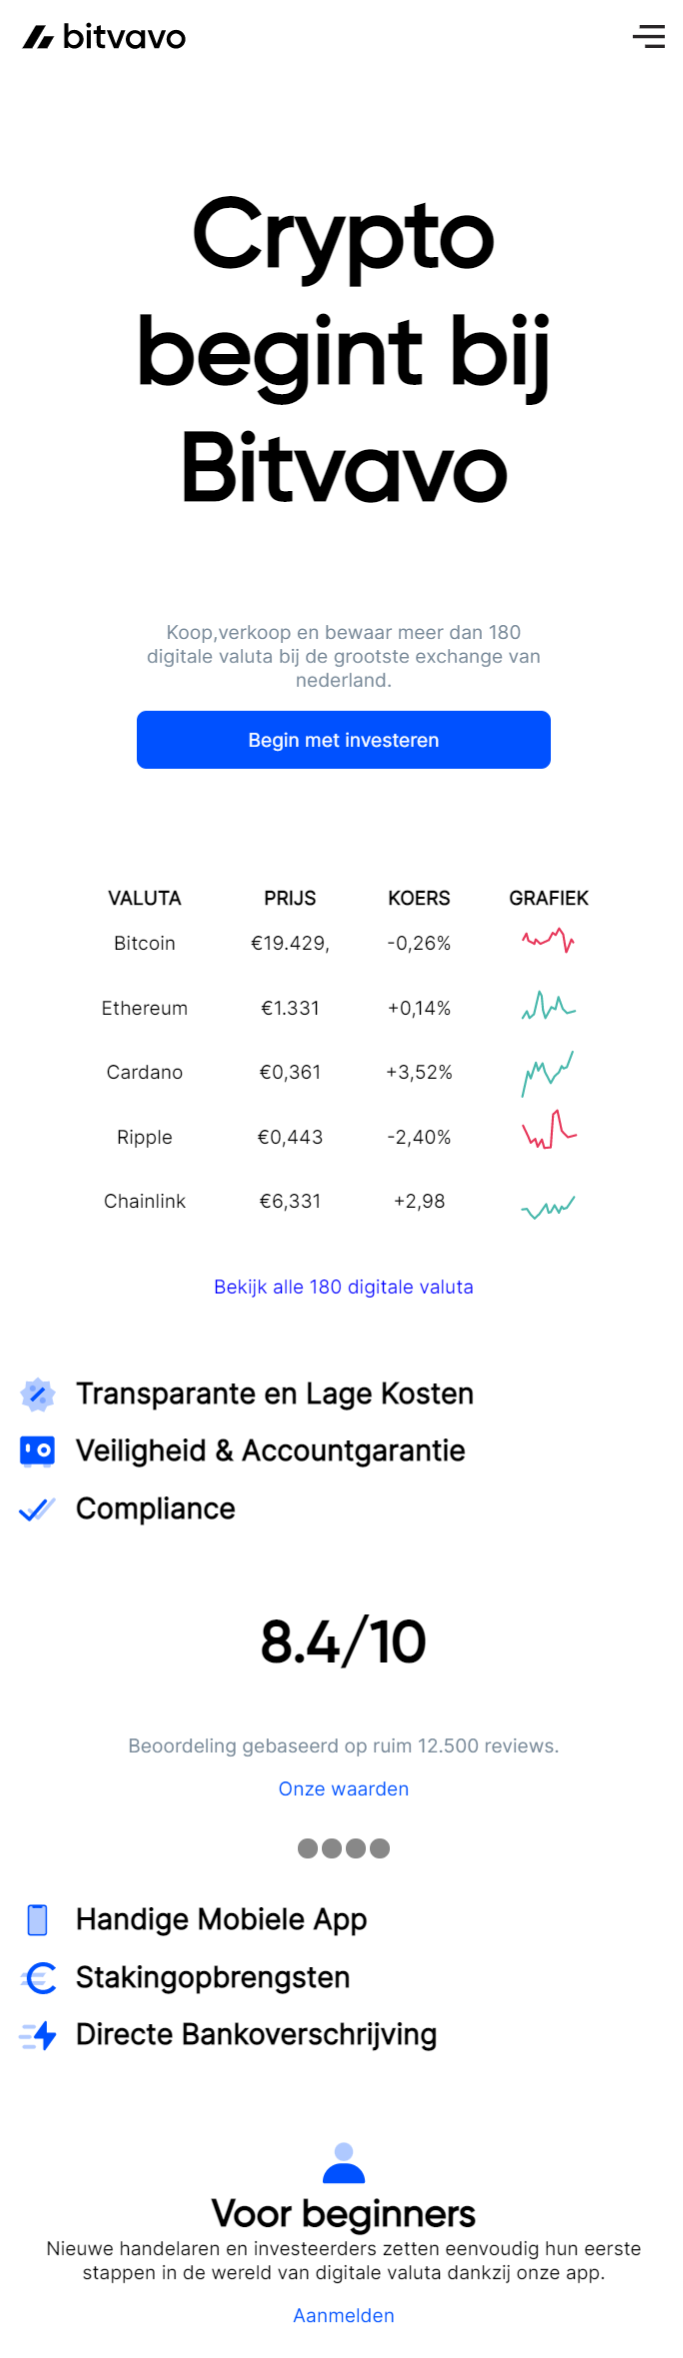 bitvavo
Crypto
begint bij
Bitvavo
Koop,verkoop en bewaar meer dan 180
digitale valuta bij de grootste exchange van
nederland.
Begin met investeren
VALUTA PRIJS KOERS GRAFIEK
Bitcoin €19.429, -0,26%
Ethereum €1.331 +0,14%
Cardano €0,361 +3,52%
Ripple €0,443 -2,40%
Chainlink €6,331 +2,98
Bekijk alle 180 digitale valuta
Transparante en Lage Kosten
Veiligheid & Accountgarantie
Compliance
8.4/10
Beoordeling gebaseerd op ruim 12.500 reviews.
Onze waarden
Handige Mobiele App
Stakingopbrengsten
Directe Bankoverschrijving
Voor beginners
Nieuwe handelaren en investeerders zetten eenvoudig hun eerste
stappen in de wereld van digitale valuta dankzij onze app.
Aanmelden